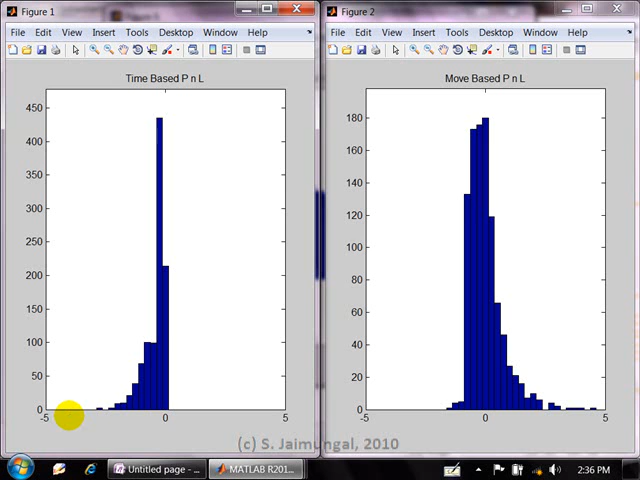 Figure 1
File Edit View Insert Tools Desktop Window Help
Time Based P n L
450
400
350
300
250
200
150
100
50
0
-5 0 5
Figure 2
File Edit View Insert Tools Desktop Window Help
Move Based P n L
180
160
140
120
100
80
60
40
20
0
-5 0 5
(c) S. Jaimungal, 2010
Untitled page - ...
MATLAB R201...
2:36 PM